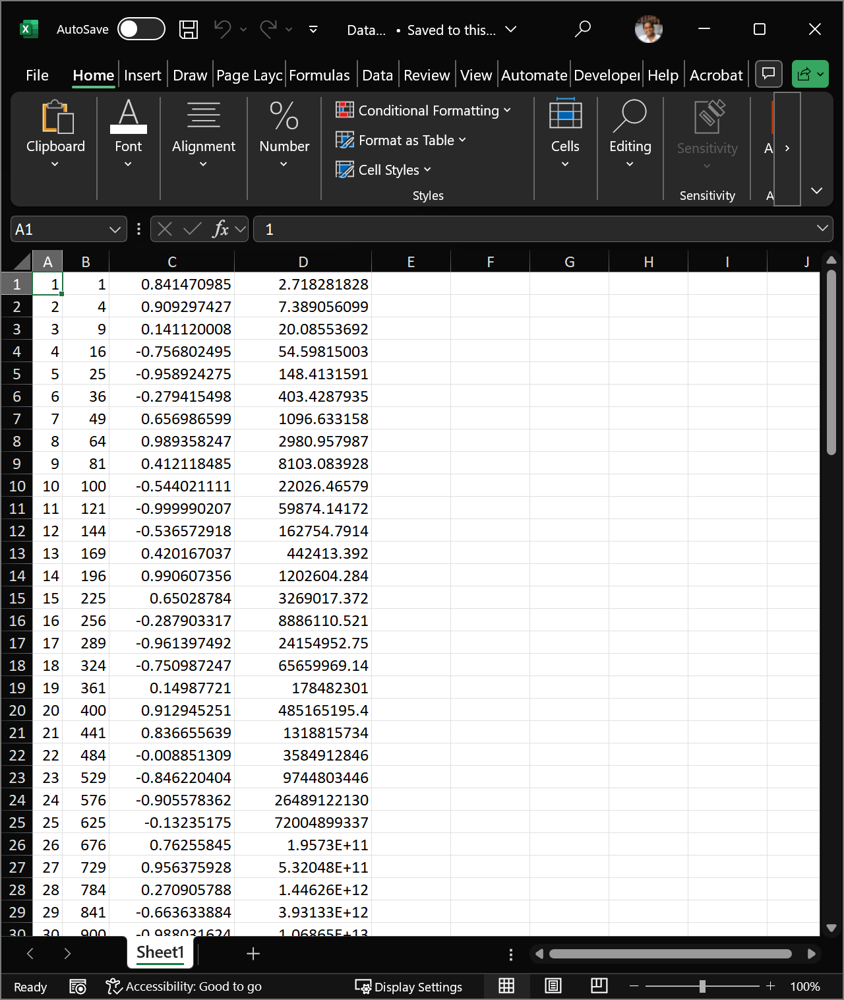 AutoSave Data... • Saved to this...
File Home Insert Draw Page Layc Formulas Data Review View Automate Developer Help Acrobat
Clipboard Font Alignment Number Conditional Formatting Format as Table Cell Styles Styles Cells Editing Sensitivity Sensitivity A A
A1 fx 1
A B C D E F G H I J
1 1 1 0.841470985 2.718281828
2 2 4 0.909297427 7.389056099
3 3 9 0.141120008 20.08553692
4 4 16 -0.756802495 54.59815003
5 5 25 -0.958924275 148.4131591
6 6 36 -0.279415498 403.4287935
7 7 49 0.656986599 1096.633158
8 8 64 0.989358247 2980.957987
9 9 81 0.412118485 8103.083928
10 10 100 -0.544021111 22026.46579
11 11 121 -0.999990207 59874.14172
12 12 144 -0.536572918 162754.7914
13 13 169 0.420167037 442413.392
14 14 196 0.990607356 1202604.284
15 15 225 0.65028784 3269017.372
16 16 256 -0.287903317 8886110.521
17 17 289 -0.961397492 24154952.75
18 18 324 -0.750987247 65659969.14
19 19 361 0.14987721 178482301
20 20 400 0.912945251 485165195.4
21 21 441 0.836655639 1318815734
22 22 484 -0.008851309 3584912846
23 23 529 -0.846220404 9744803446
24 24 576 -0.905578362 26489122130
25 25 625 -0.13235175 72004899337
26 26 676 0.76255845 1.9573E+11
27 27 729 0.956375928 5.32048E+11
28 28 784 0.270905788 1.44626E+12
29 29 841 -0.663633884 3.93133E+12
30 30 900 -0.988031624 1.06865E+13
Sheet1
Ready Accessibility: Good to go Display Settings 100%